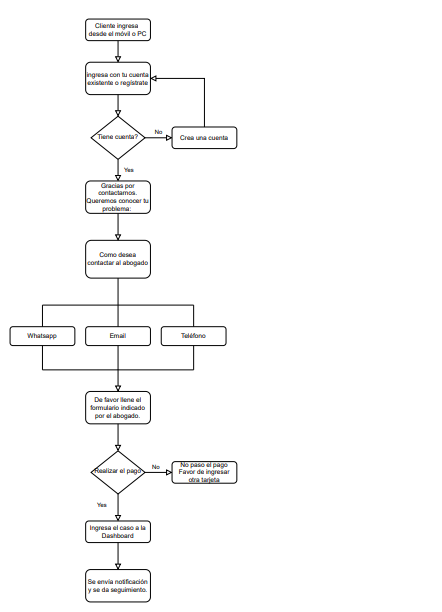 Cliente ingresa
desde el móvil o PC
ingresa con tu cuenta
existente o regístrate
Tiene cuenta?
No
Crea una cuenta
Yes
Gracias por
contactarnos.
Queremos conocer tu
problema:
Como desea
contactar al abogado
Whatsapp
Email
Teléfono
De favor llene el
formulario indicado
por el abogado.
Realizar el pago
No
No paso el pago
Favor de ingresar
otra tarjeta
Yes
Ingresa el caso a la
Dashboard
Se envía notificación
y se da seguimiento.